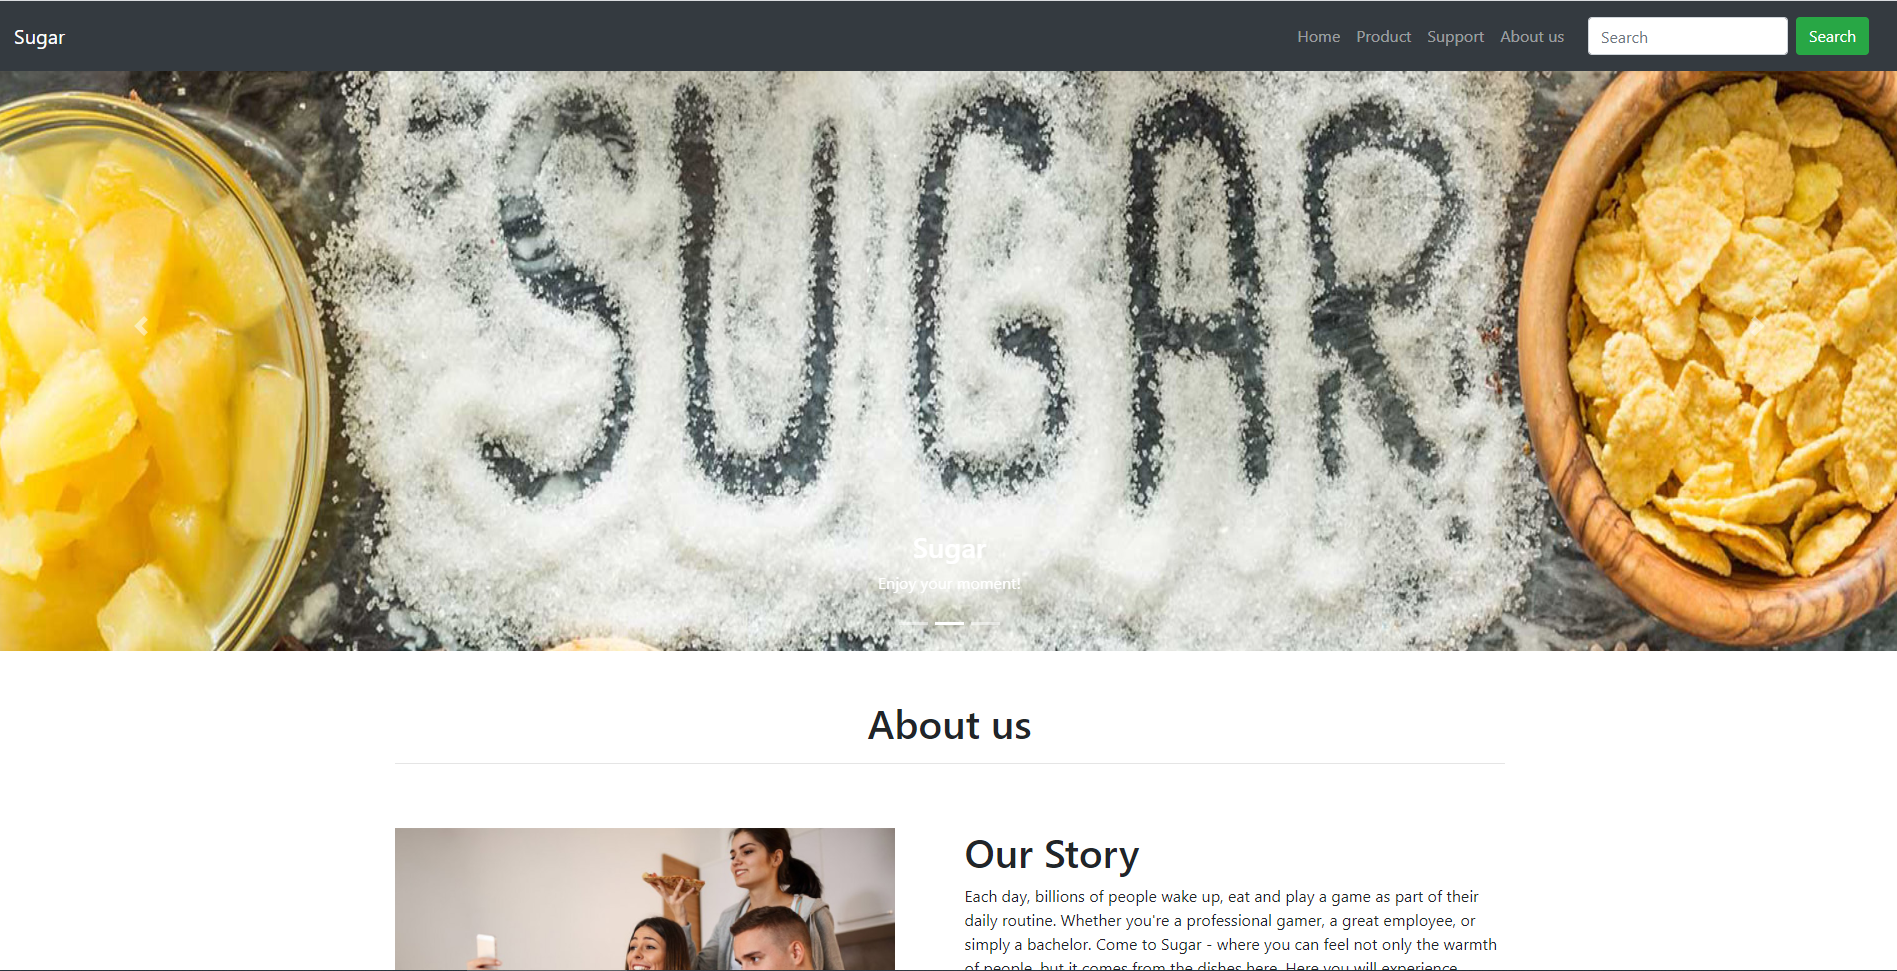 Sugar
Home Product Support About us Search Search
SUGAR
Sugar
Enjoy your moment!
About us
Our Story
Each day, billions of people wake up, eat and play a game as part of their
daily routine. Whether you're a professional gamer, a great employee, or
simply a bachelor. Come to Sugar - where you can feel not only the warmth
of people, but it comes from the dishes here. Here you will experience